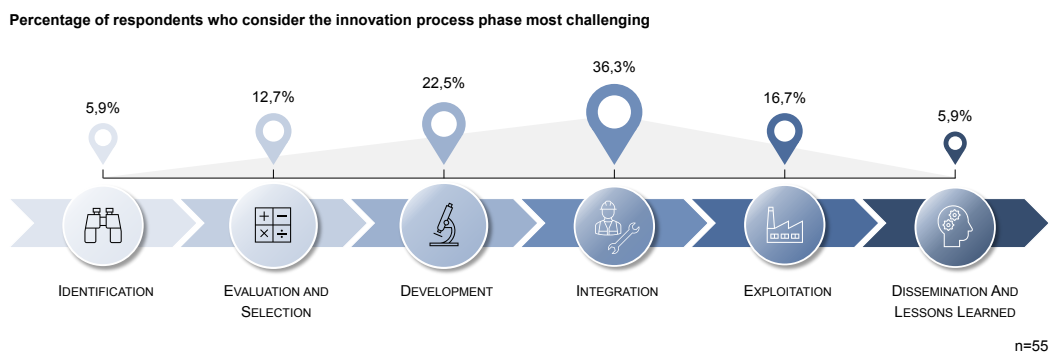 Percentage of respondents who consider the innovation process phase most challenging
5,9%
12,7%
22,5%
36,3%
16,7%
5,9%
IDENTIFICATION
EVALUATION AND
SELECTION
DEVELOPMENT
INTEGRATION
EXPLOITATION
DISSEMINATION AND
LESSONS LEARNED
n=55